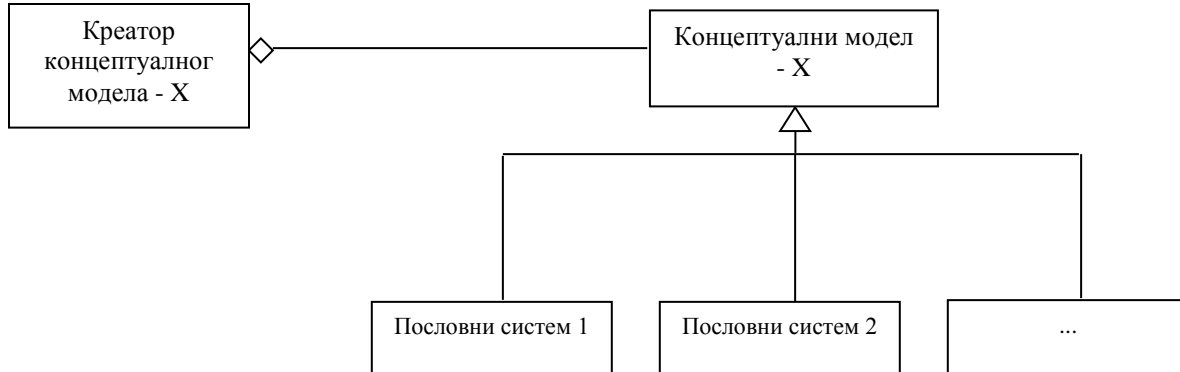 Креатор
концептуалног
модела - X
Концептуални модел
- X
Пословни систем 1
Пословни систем 2
...